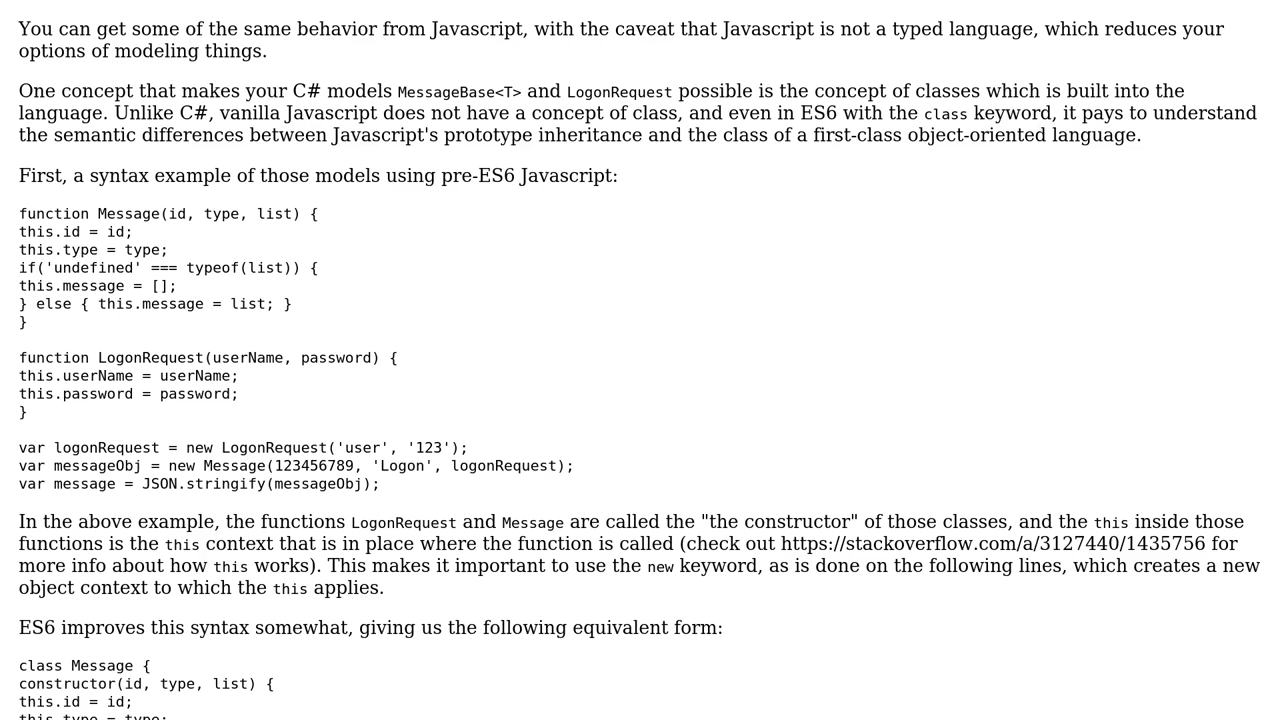 You can get some of the same behavior from Javascript, with the caveat that Javascript is not a typed language, which reduces your
options of modeling things.
One concept that makes your C# models MessageBase<T> and LogonRequest possible is the concept of classes which is built into the
language. Unlike C#, vanilla Javascript does not have a concept of class, and even in ES6 with the class keyword, it pays to understand
the semantic differences between Javascript's prototype inheritance and the class of a first-class object-oriented language.
First, a syntax example of those models using pre-ES6 Javascript:
function Message(id, type, list) {
this.id = id;
this.type = type;
if('undefined' === typeof(list)) {
this.message = [];
} else { this.message = list; }
}
function LogonRequest(userName, password) {
this.userName = userName;
this.password = password;
}
var logonRequest = new LogonRequest('user', '123');
var messageObj = new Message(123456789, 'Logon', logonRequest);
var message = JSON.stringify(messageObj);
In the above example, the functions LogonRequest and Message are called the "the constructor" of those classes, and the this inside those
functions is the this context that is in place where the function is called (check out https://stackoverflow.com/a/3127440/1435756 for
more info about how this works). This makes it important to use the new keyword, as is done on the following lines, which creates a new
object context to which the this applies.
ES6 improves this syntax somewhat, giving us the following equivalent form:
class Message {
constructor(id, type, list) {
this.id = id;
this.type = type;